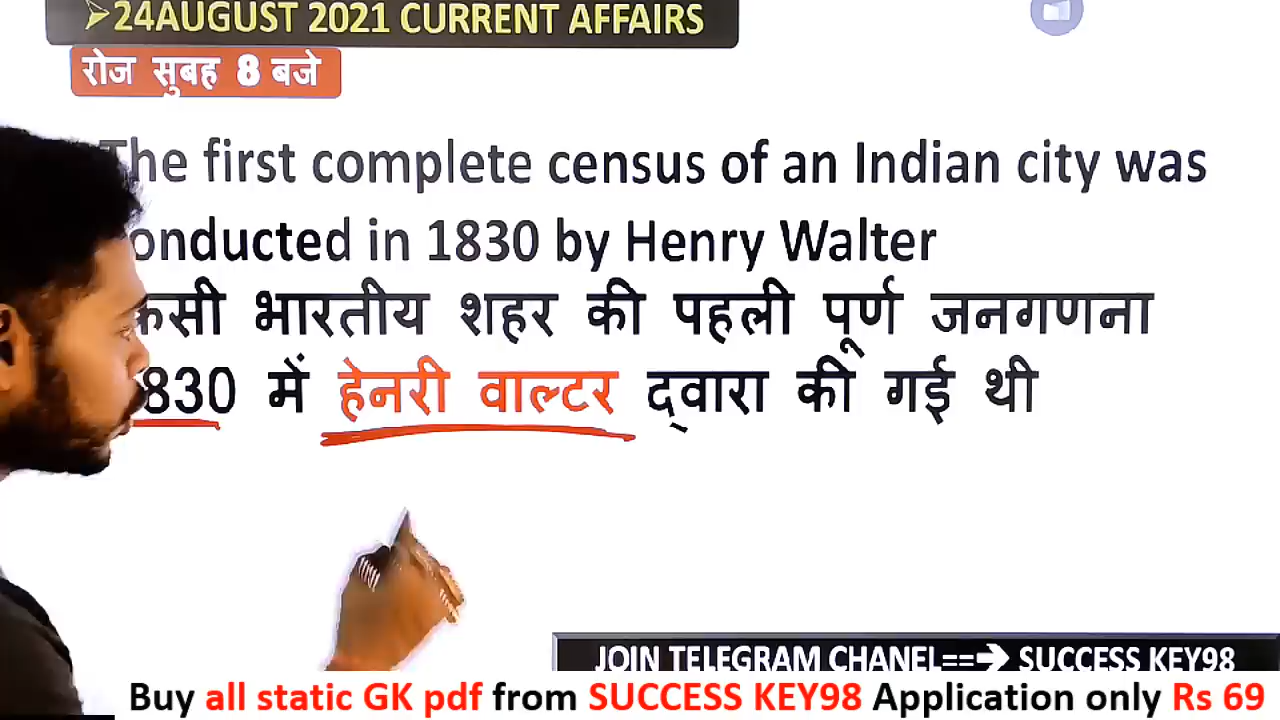 ➢24AUGUST 2021 CURRENT AFFAIRS
रोज सुबह 8 बजे
The first complete census of an Indian city was
onducted in 1830 by Henry Walter
कसी भारतीय शहर की पहली पूर्ण जनगणना
830 में हेनरी वाल्टर द्वारा की गई थी
JOIN TELEGRAM CHANEL==➔ SUCCESS KEY98
Buy all static GK pdf from SUCCESS KEY98 Application only Rs 69